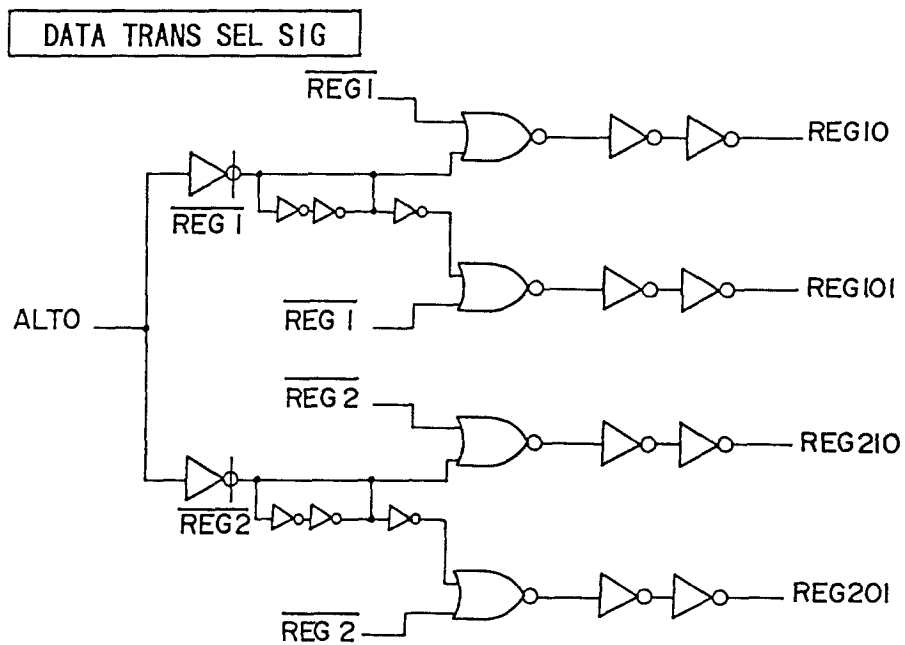 DATA TRANS SEL SIG
REG1
REG10
REG1
REG101
REG1
ALTO
REG2
REG210
REG2
REG201
REG2